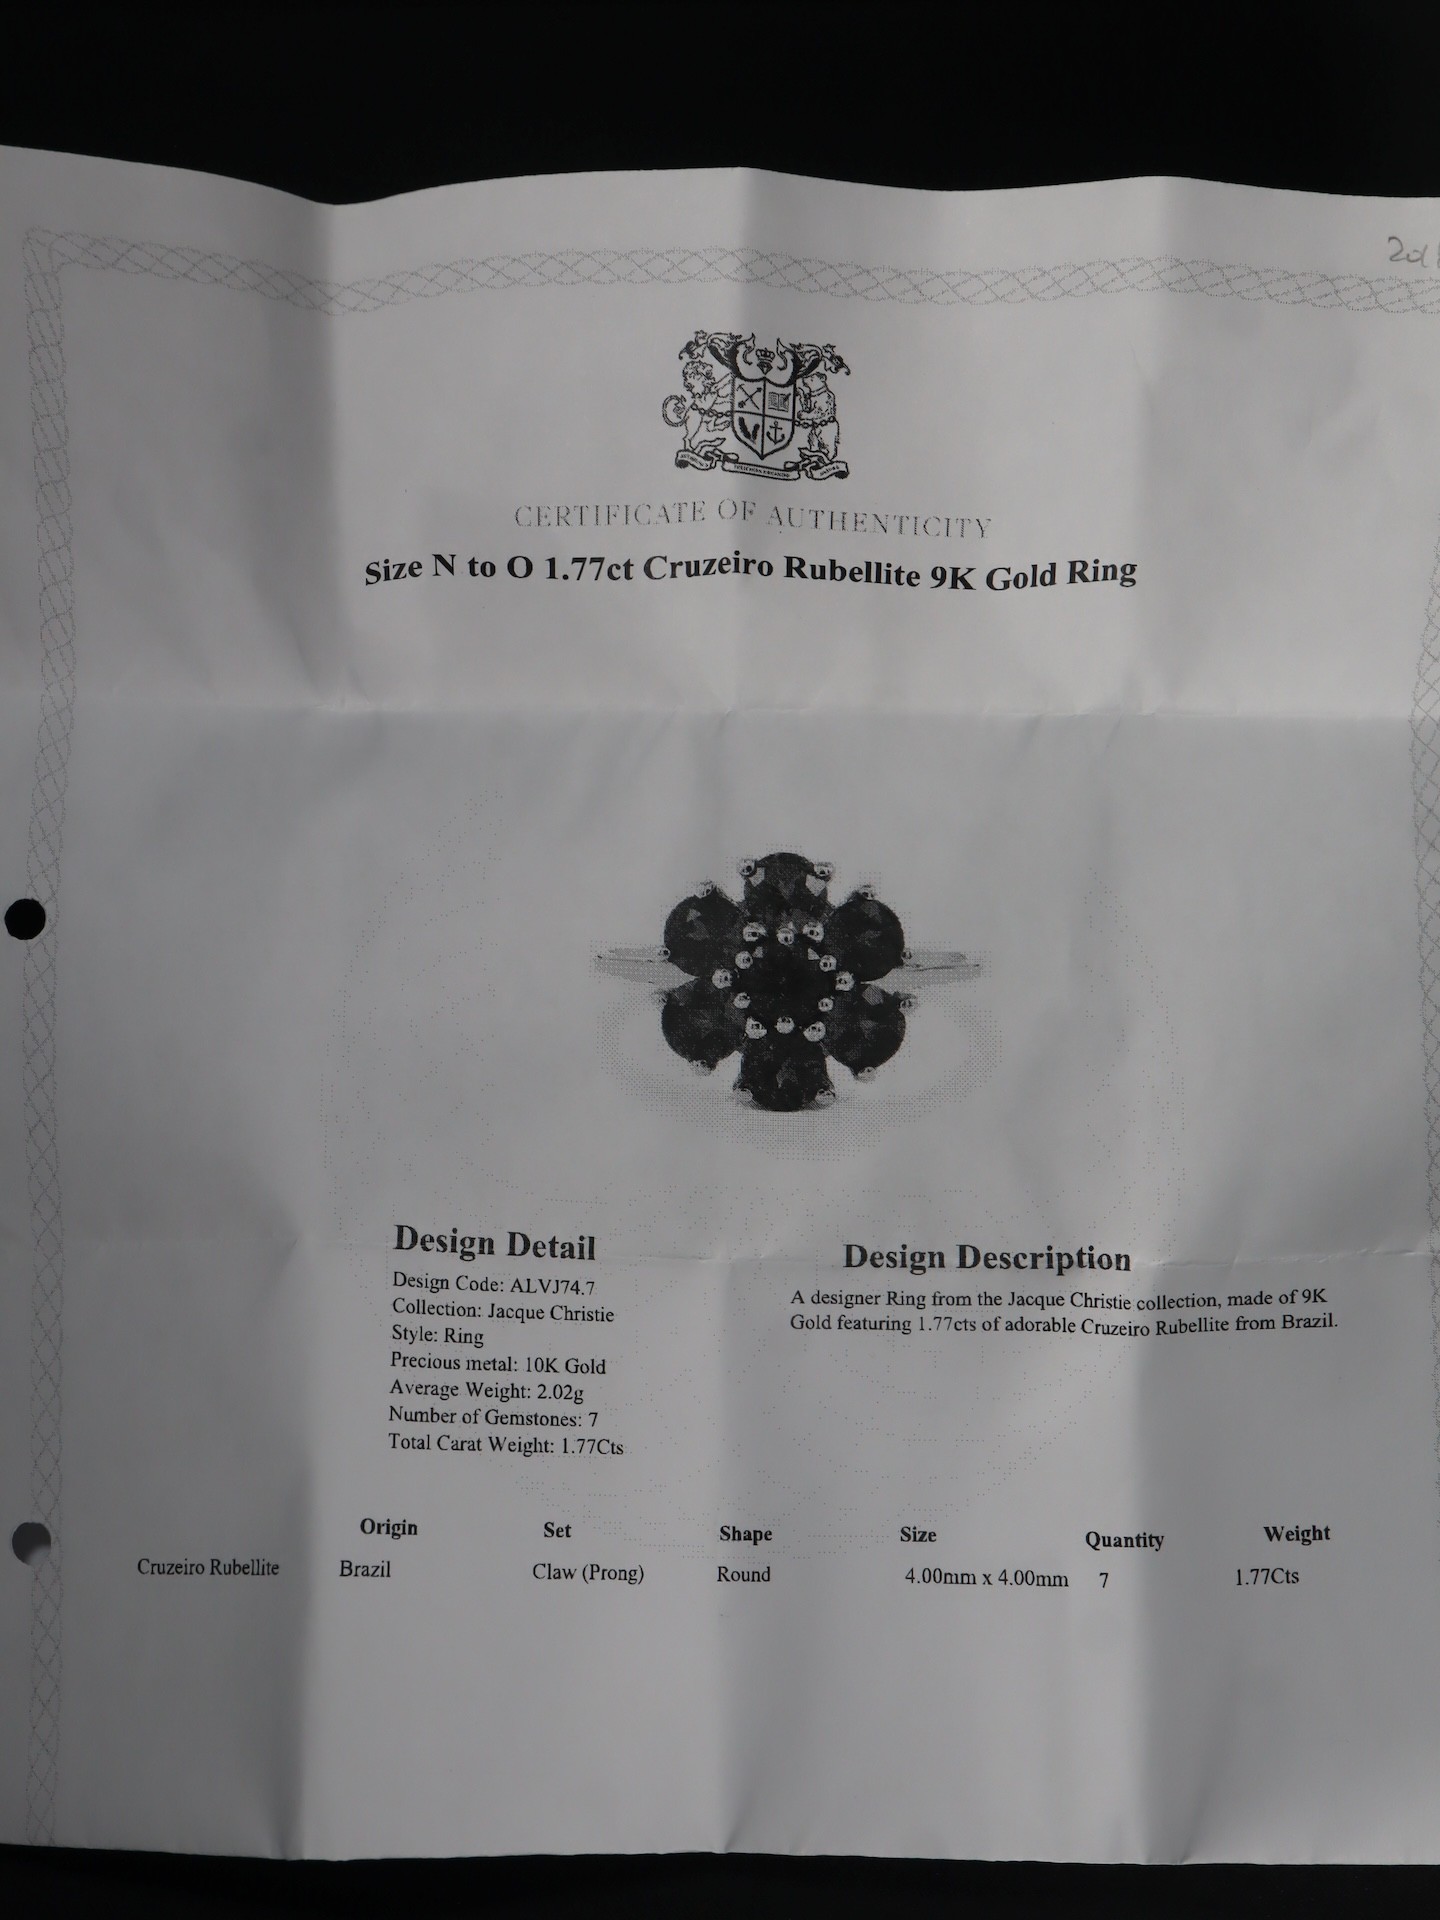 CERTIFICATE OF AUTHENTICITY
Size N to O 1.77ct Cruzeiro Rubellite 9K Gold Ring
Design Detail
Design Code: ALVJ74.7
Collection: Jacque Christie
Style: Ring
Precious metal: 10K Gold
Average Weight: 2.02g
Number of Gemstones: 7
Total Carat Weight: 1.77Cts
Design Description
A designer Ring from the Jacque Christie collection, made of 9K
Gold featuring 1.77cts of adorable Cruzeiro Rubellite from Brazil.
Origin Set Shape Size Quantity Weight
Cruzeiro Rubellite Brazil Claw (Prong) Round 4.00mm x 4.00mm 7 1.77Cts